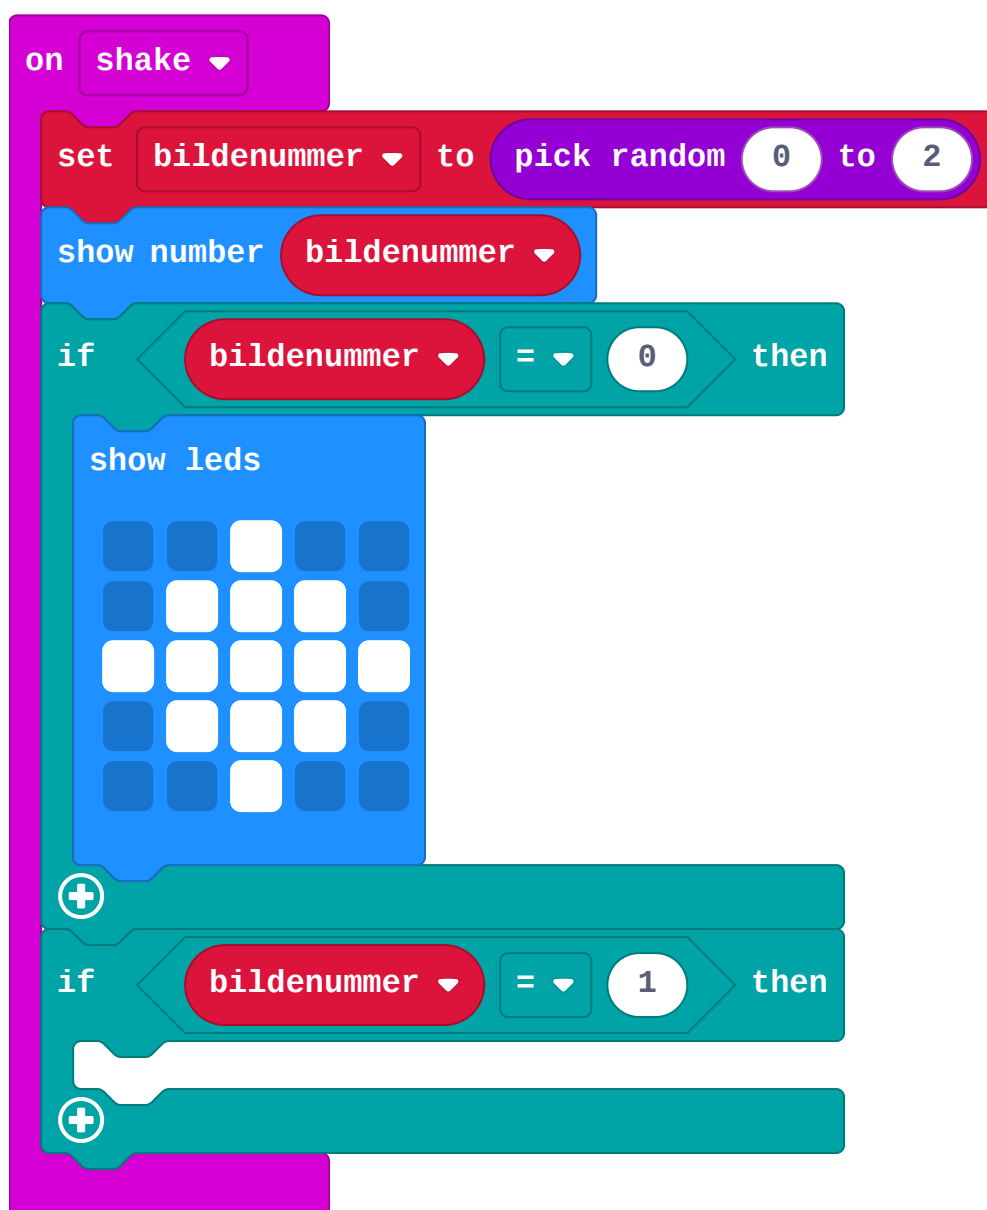 on shake
set bildenummer to pick random 0 to 2
show number bildenummer
if bildenummer = 0 then
show leds
if bildenummer = 1 then